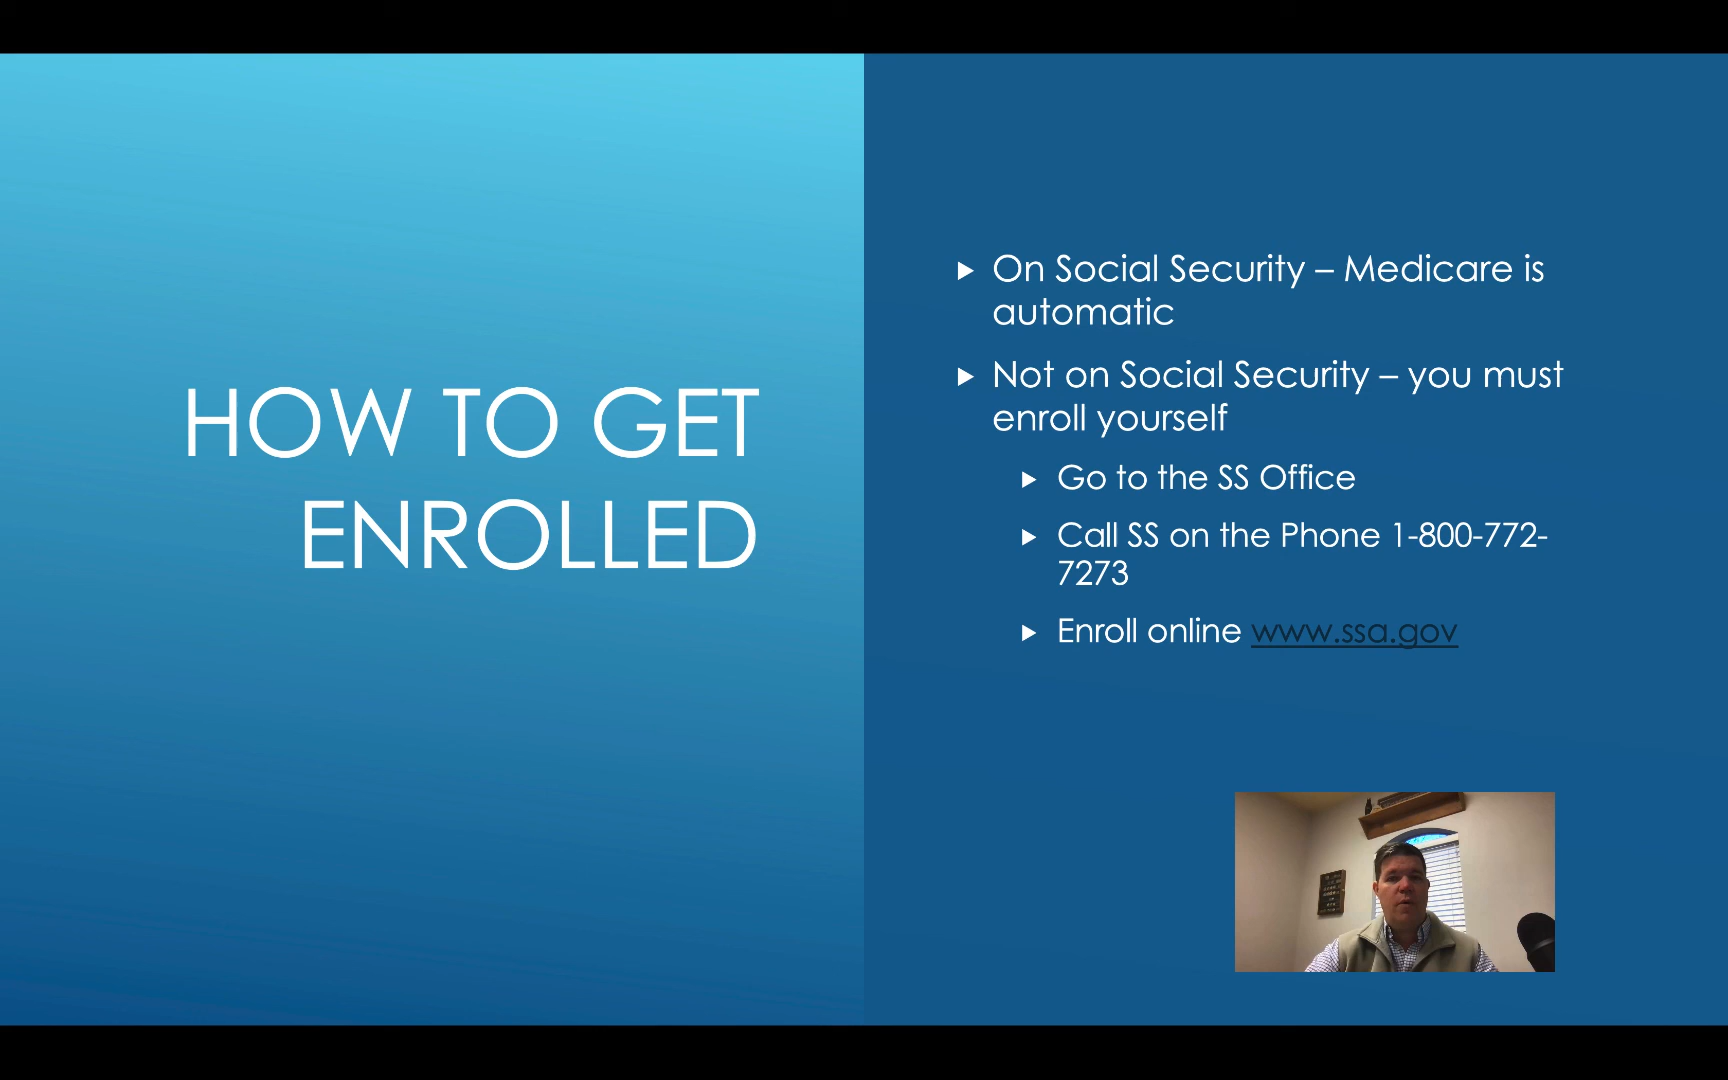 HOW TO GET
ENROLLED
On Social Security – Medicare is
automatic
Not on Social Security – you must
enroll yourself
Go to the SS Office
Call SS on the Phone 1-800-772-
7273
Enroll online www.ssa.gov